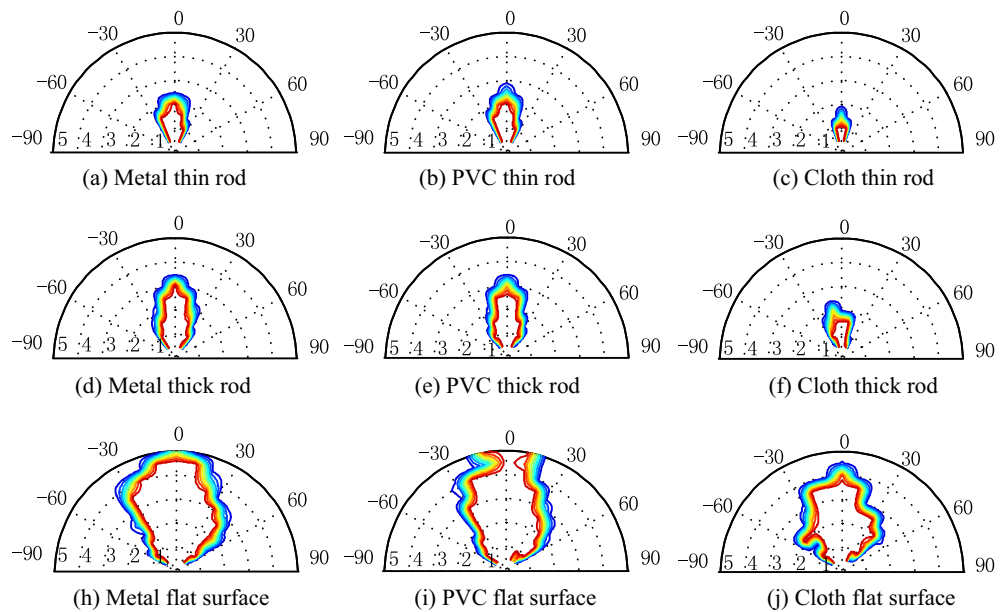 0 0 0
-30 30 -30 30 -30 30
-60 60 -60 60 -60 60
-90 5 4 3 2 1 90 -90 5 4 3 2 1 90 -90 5 4 3 2 1 90
(a) Metal thin rod (b) PVC thin rod (c) Cloth thin rod
0 0 0
-30 30 -30 30 -30 30
-60 60 -60 60 -60 60
-90 5 4 3 2 1 90 -90 5 4 3 2 1 90 -90 5 4 3 2 1 90
(d) Metal thick rod (e) PVC thick rod (f) Cloth thick rod
0 0 0
-30 30 -30 30 -30 30
-60 60 -60 60 -60 60
-90 5 4 3 2 1 90 -90 5 4 3 2 1 90 -90 5 4 3 2 1 90
(h) Metal flat surface (i) PVC flat surface (j) Cloth flat surface